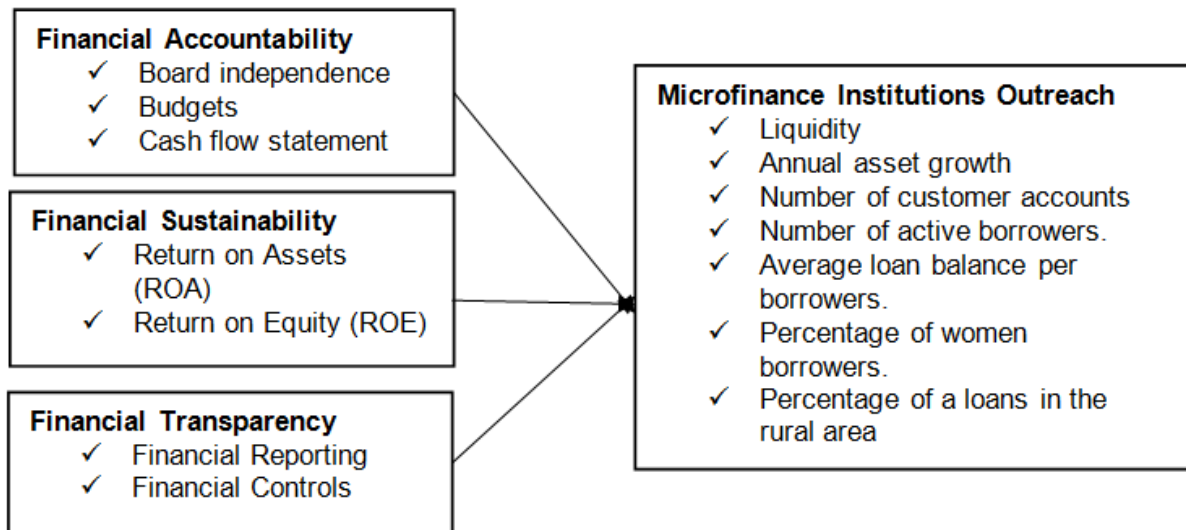 Financial Accountability
✓ Board independence
✓ Budgets
✓ Cash flow statement
Financial Sustainability
✓ Return on Assets
(ROA)
✓ Return on Equity (ROE)
Financial Transparency
✓ Financial Reporting
✓ Financial Controls
Microfinance Institutions Outreach
✓ Liquidity
✓ Annual asset growth
✓ Number of customer accounts
✓ Number of active borrowers.
✓ Average loan balance per
borrowers.
✓ Percentage of women
borrowers.
✓ Percentage of a loans in the
rural area